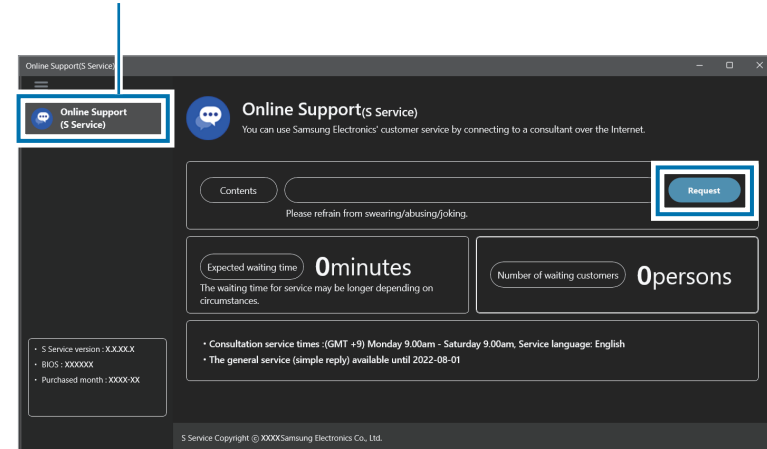 Online Support(S Service)
Online Support
(S Service)
Online Support(S Service)
You can use Samsung Electronics' customer service by connecting to a consultant over the Internet.
Contents
Request
Please refrain from swearing/abusing/joking.
Expected waiting time
0minutes
The waiting time for service may be longer depending on
circumstances.
Number of waiting customers
0persons
• Consultation service times :(GMT +9) Monday 9.00am - Saturday 9.00am, Service language: English
• The general service (simple reply) available until 2022-08-01
• S Service version : X.X.XX.X
• BIOS : XXXXXX
• Purchased month : XXXX-XX
S Service Copyright © XXXXSamsung Electronics Co., Ltd.